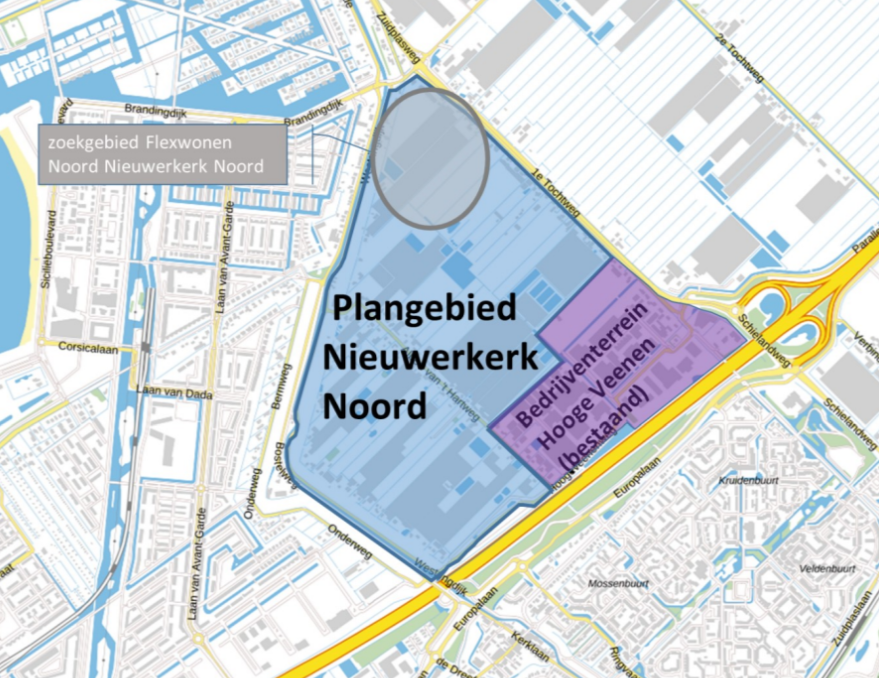 Zuidplasweg
2e Tochtweg
Brandingdijk
Brandingdijk
zoekgebied Flexwonen
Noord Nieuwerkerk Noord
1e Tochtweg
Siciliëboulevard
Laan van Avant-Garde
Plangebied
Nieuwerkerk
Noord
Bedrijventerrein
Hooge Veenen
(bestaand)
Schielandweg
Corsicalaan
Laan van Dada
Bermweg
Schielandweg
Bostelweg
Onderweg
Europalaan
Kruidenbuurt
Laan van Avant-Garde
Onderweg
Mossenbuurt
Veldenbuurt
Europalaan
Kerklaan
Zuidplaslaan